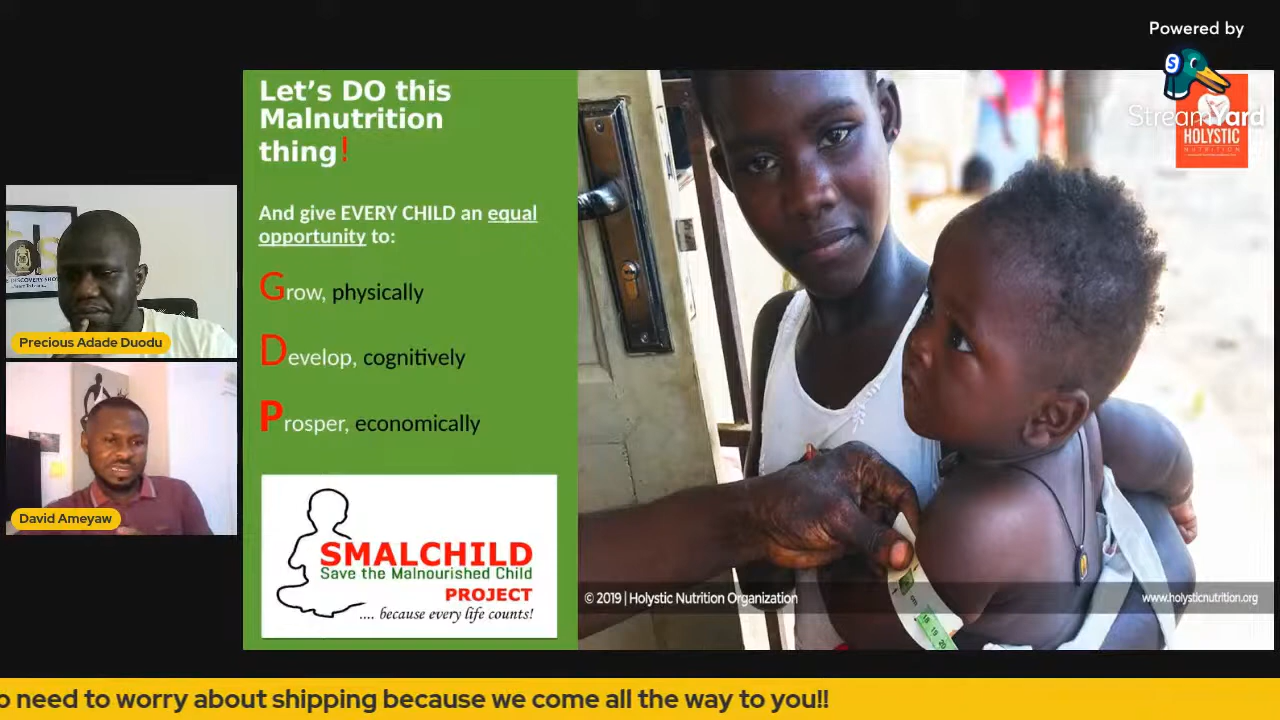 Powered by
StreamYard
HOLYSTIC
NUTRITION
Let's DO this
Malnutrition
thing!
And give EVERY CHILD an equal
opportunity to:
Grow, physically
Develop, cognitively
Prosper, economically
SMALCHILD
Save the Malnourished Child
PROJECT
.... because every life counts!
© 2019 | Holystic Nutrition Organization
www.holysticnutrition.org
18 19 20
Precious Adade Duodu
David Ameyaw
need to worry about shipping because we come all the way to you!!